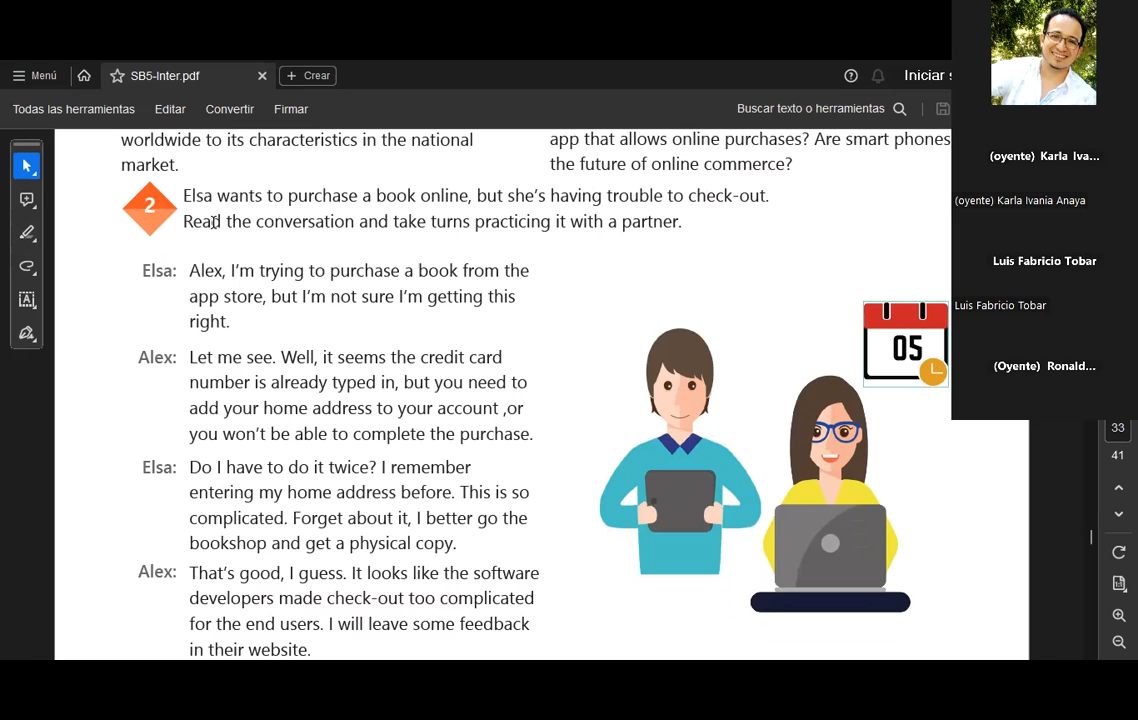 Menú
SB5-Inter.pdf
Crear
Iniciar s
Todas las herramientas
Editar
Convertir
Firmar
Buscar texto o herramientas
worldwide to its characteristics in the national
market.
app that allows online purchases? Are smart phones
the future of online commerce?
2
Elsa wants to purchase a book online, but she's having trouble to check-out.
Read the conversation and take turns practicing it with a partner.
Elsa: Alex, I'm trying to purchase a book from the
app store, but I'm not sure I'm getting this
right.
Alex: Let me see. Well, it seems the credit card
number is already typed in, but you need to
add your home address to your account ,or
you won't be able to complete the purchase.
Elsa: Do I have to do it twice? I remember
entering my home address before. This is so
complicated. Forget about it, I better go the
bookshop and get a physical copy.
Alex: That's good, I guess. It looks like the software
developers made check-out too complicated
for the end users. I will leave some feedback
in their website.
05
(oyente) Karla Iva...
(oyente) Karla Ivania Anaya
Luis Fabricio Tobar
Luis Fabricio Tobar
(Oyente) Ronald...
33
41